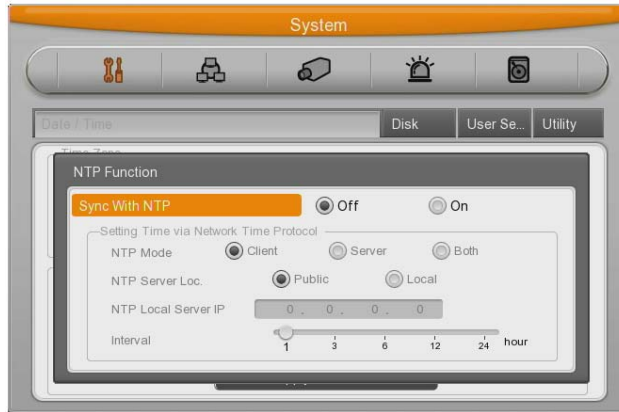 System
Date / Time
Disk
User Se...
Utility
Time Zone
NTP Function
Sync With NTP
Off
On
Setting Time via Network Time Protocol
NTP Mode
Client
Server
Both
NTP Server Loc.
Public
Local
NTP Local Server IP
0 . 0 . 0 . 0
Interval
1 3 6 12 24 hour